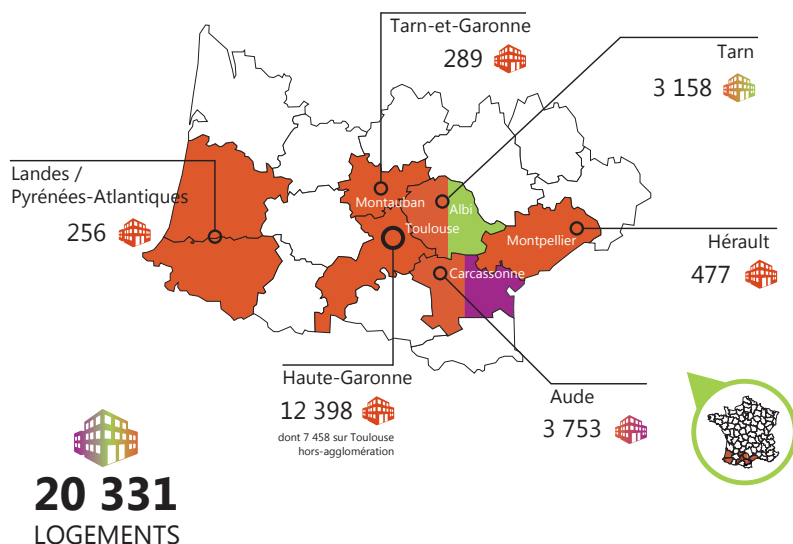 Tarn-et-Garonne
289
Tarn
3 158
Landes /
Pyrénées-Atlantiques
256
Montauban
Albi
Toulouse
Montpellier
Carcassonne
Hérault
477
Haute-Garonne
12 398
dont 7 458 sur Toulouse
hors-agglomération
Aude
3 753
20 331
LOGEMENTS